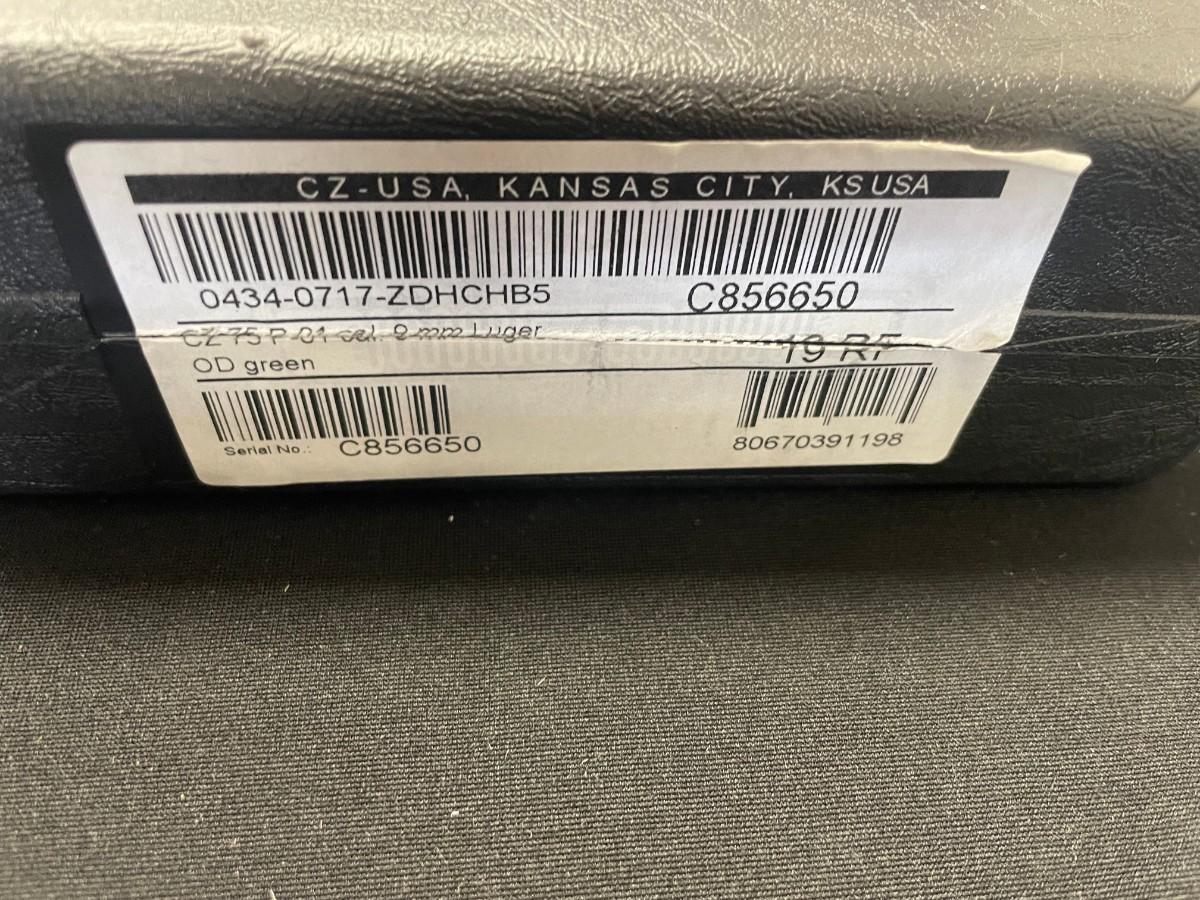 CZ-USA, KANSAS CITY, KS USA
0434-0717-ZDHCHB5 C856650
CZ 75 P-01 cal. 9 mm Luger 19 RF
OD green
Serial No.: C856650 80670391198